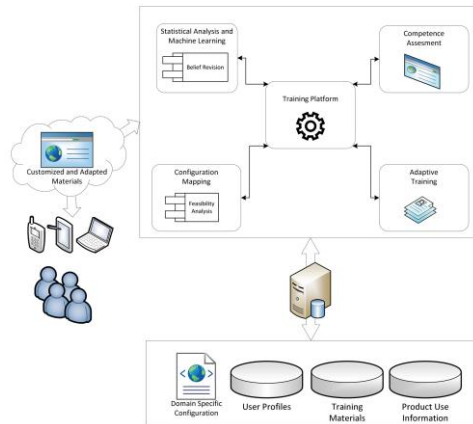 Statistical Analysis and
Machine Learning
Belief Revision
Competence
Assesment
Training Platform
Customized and Adapted
Materials
Configuration
Mapping
Feasibility
Analysis
Adaptive
Training
Domain Specific
Configuration
User Profiles
Training
Materials
Product Use
Information